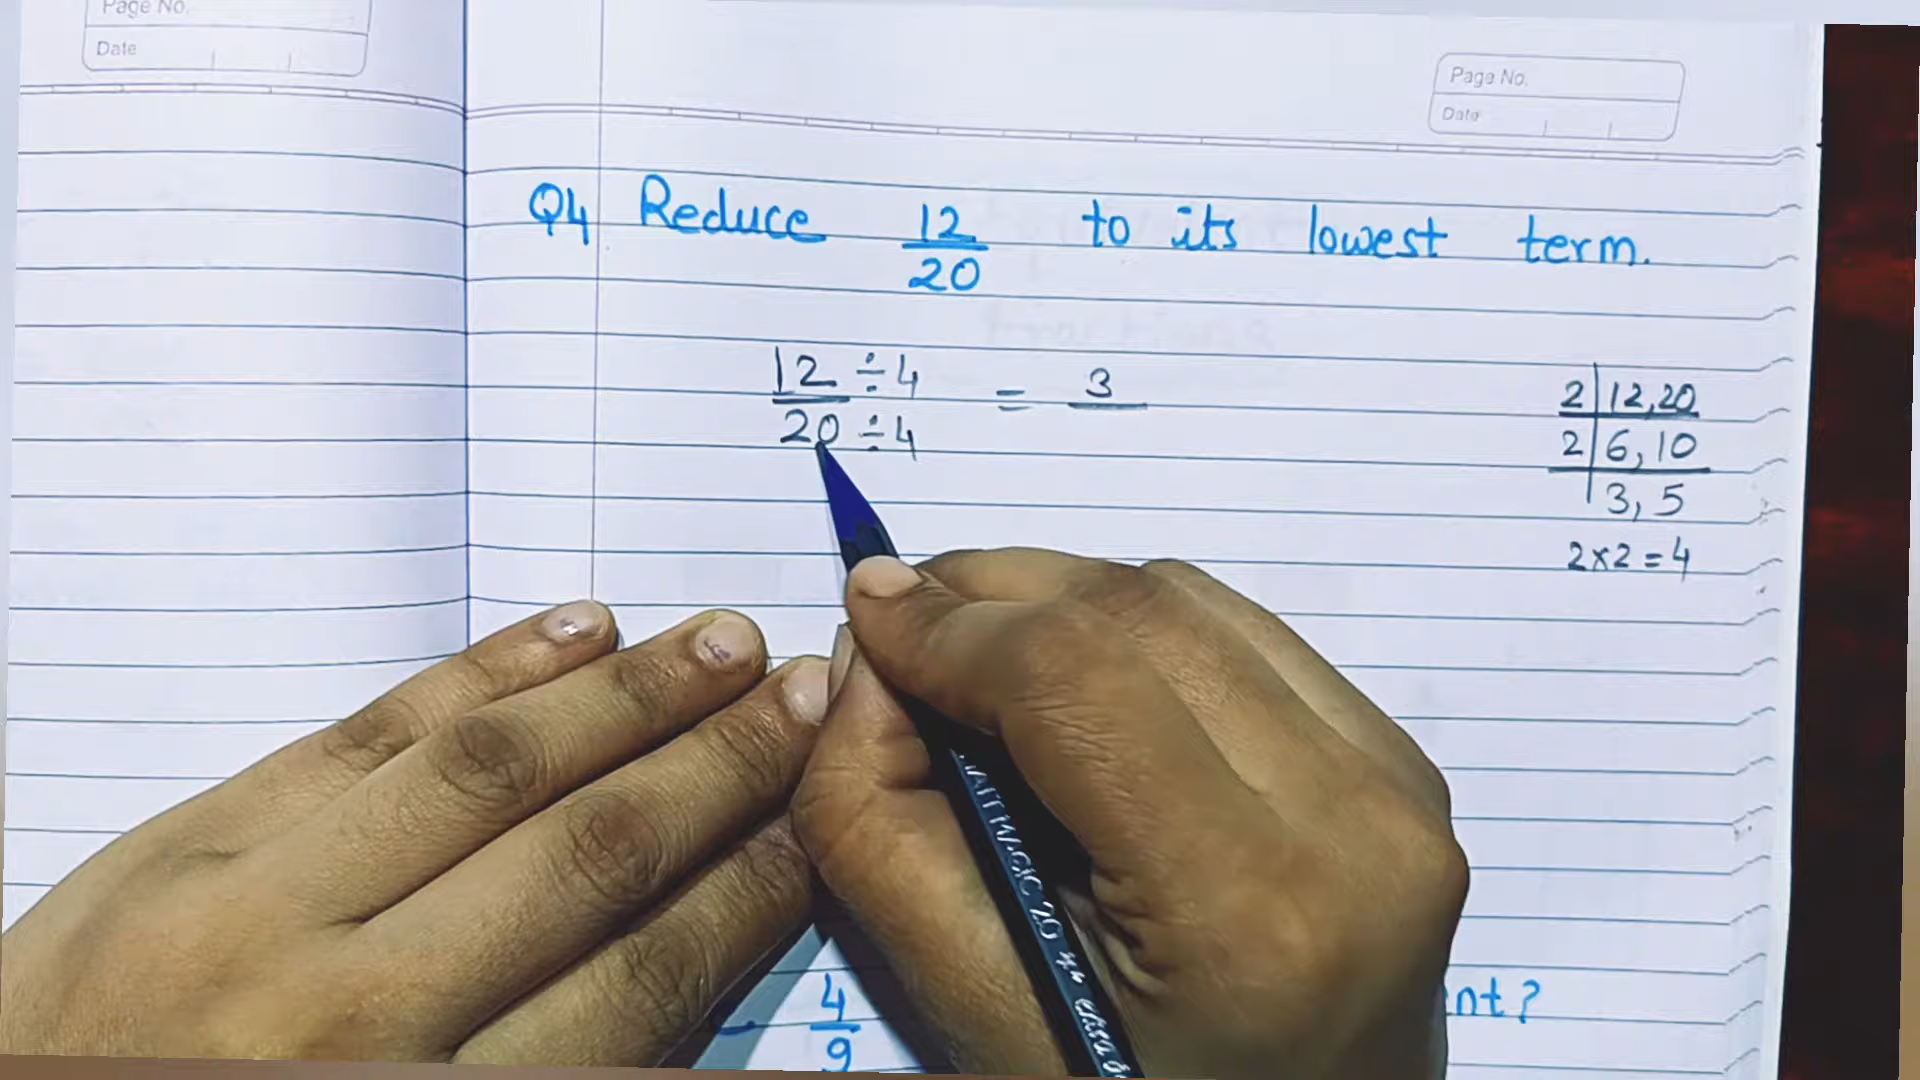 Page No.
Date
Page No.
Date
Q4 Reduce 12/20 to its lowest term.
12 ÷ 4 / 20 ÷ 4 = 3
2 | 12, 20
2 | 6, 10
| 3, 5
2 × 2 = 4
4/9
nt?